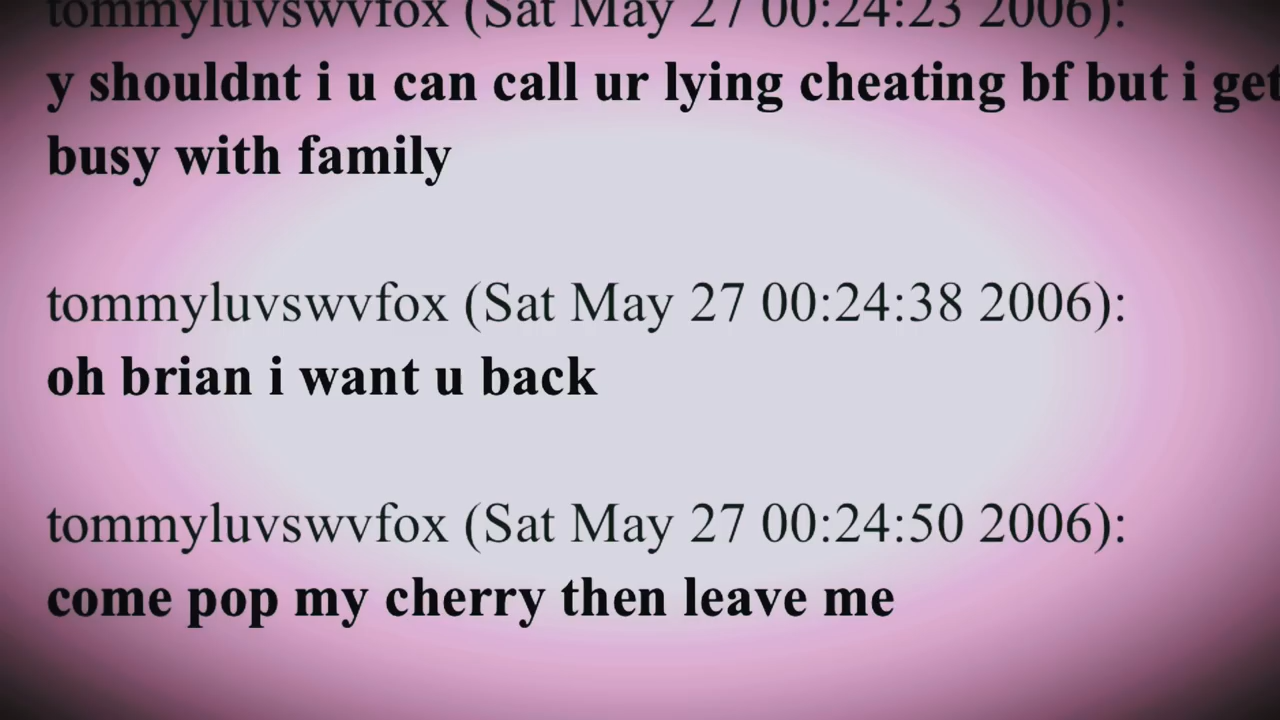 tommyluvswvfox (Sat May 27 00:24:23 2006):
y shouldnt i u can call ur lying cheating bf but i get
busy with family
tommyluvswvfox (Sat May 27 00:24:38 2006):
oh brian i want u back
tommyluvswvfox (Sat May 27 00:24:50 2006):
come pop my cherry then leave me